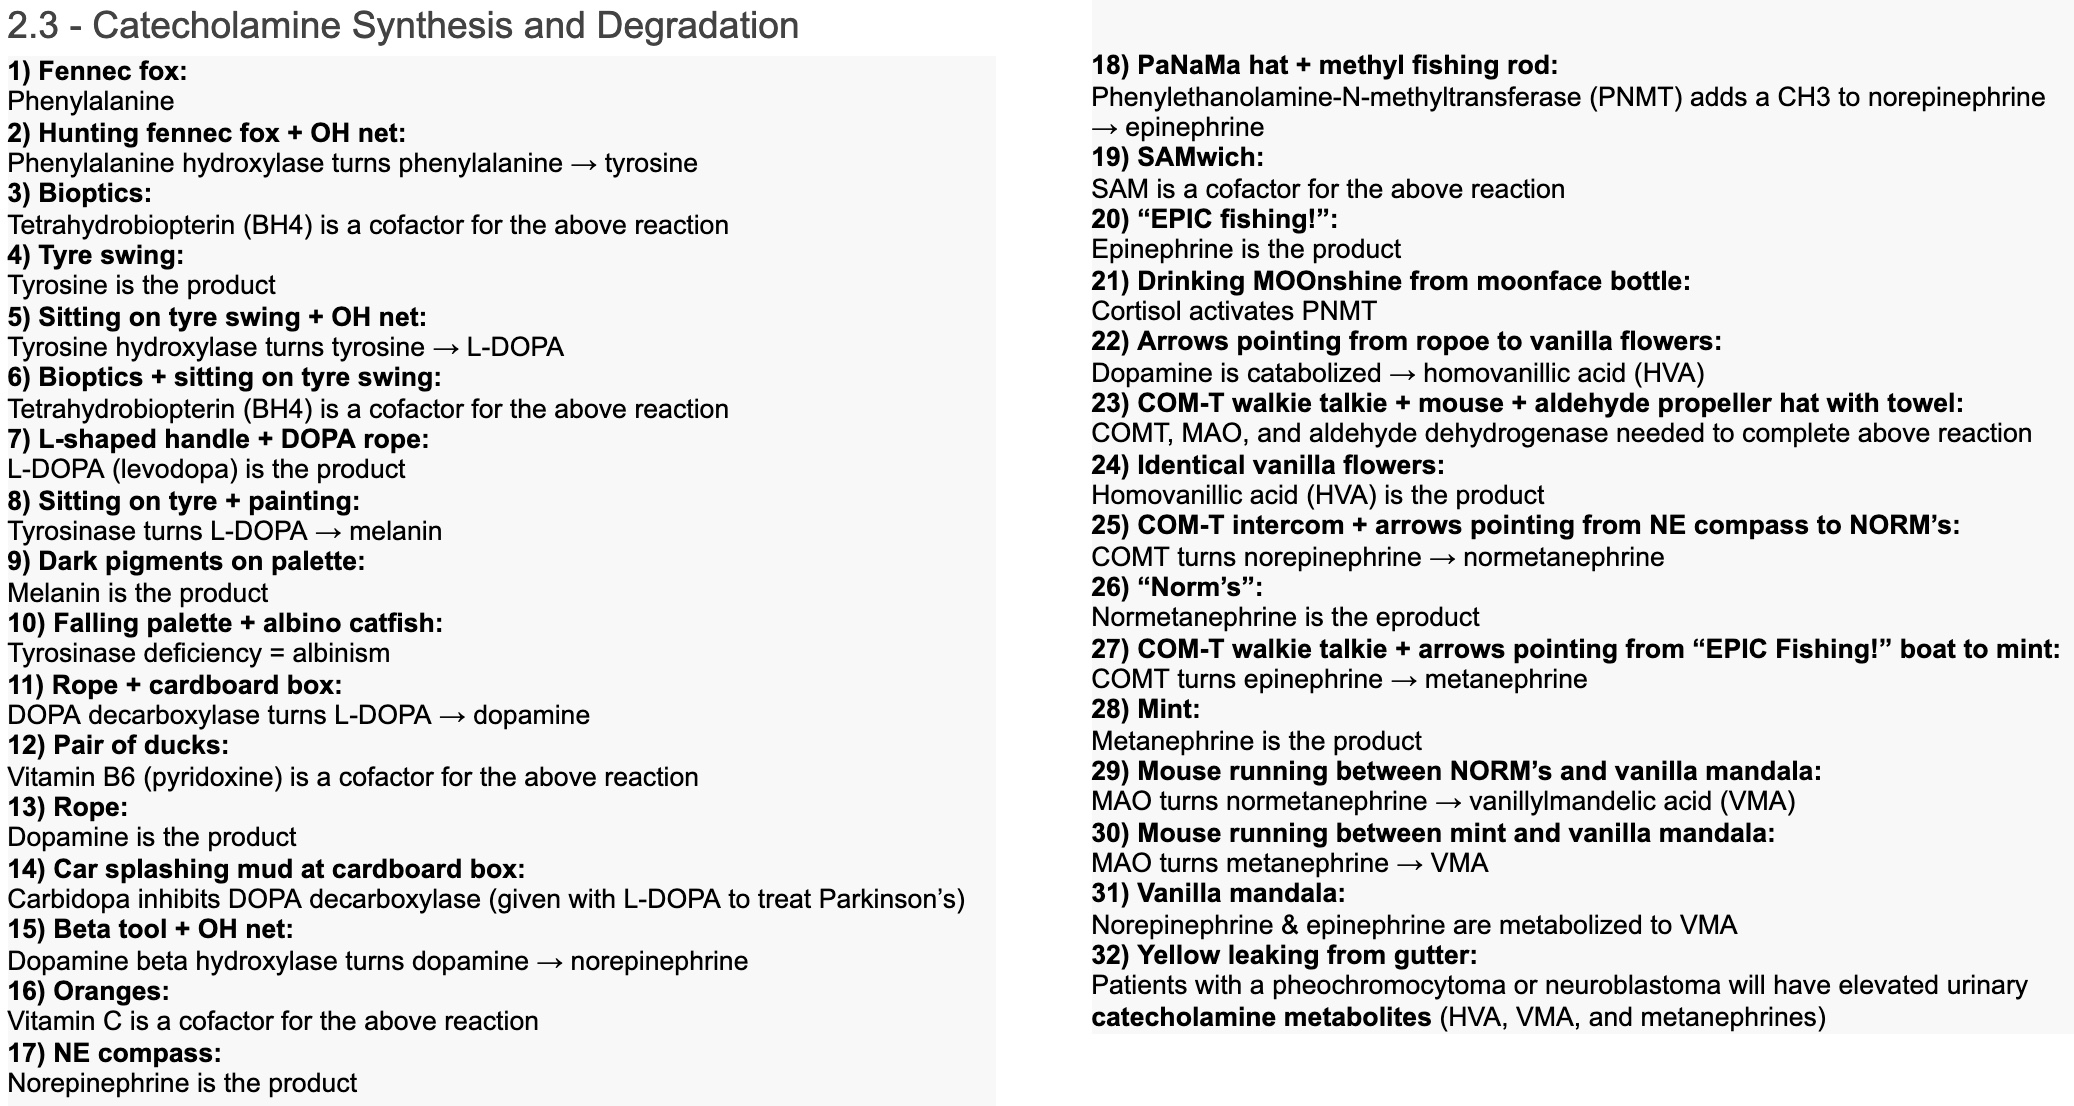 2.3 - Catecholamine Synthesis and Degradation
1) Fennec fox:
Phenylalanine
2) Hunting fennec fox + OH net:
Phenylalanine hydroxylase turns phenylalanine → tyrosine
3) Bioptics:
Tetrahydrobiopterin (BH4) is a cofactor for the above reaction
4) Tyre swing:
Tyrosine is the product
5) Sitting on tyre swing + OH net:
Tyrosine hydroxylase turns tyrosine → L-DOPA
6) Bioptics + sitting on tyre swing:
Tetrahydrobiopterin (BH4) is a cofactor for the above reaction
7) L-shaped handle + DOPA rope:
L-DOPA (levodopa) is the product
8) Sitting on tyre + painting:
Tyrosinase turns L-DOPA → melanin
9) Dark pigments on palette:
Melanin is the product
10) Falling palette + albino catfish:
Tyrosinase deficiency = albinism
11) Rope + cardboard box:
DOPA decarboxylase turns L-DOPA → dopamine
12) Pair of ducks:
Vitamin B6 (pyridoxine) is a cofactor for the above reaction
13) Rope:
Dopamine is the product
14) Car splashing mud at cardboard box:
Carbidopa inhibits DOPA decarboxylase (given with L-DOPA to treat Parkinson's)
15) Beta tool + OH net:
Dopamine beta hydroxylase turns dopamine → norepinephrine
16) Oranges:
Vitamin C is a cofactor for the above reaction
17) NE compass:
Norepinephrine is the product
18) PaNaMa hat + methyl fishing rod:
Phenylethanolamine-N-methyltransferase (PNMT) adds a CH3 to norepinephrine
→ epinephrine
19) SAMwich:
SAM is a cofactor for the above reaction
20) “EPIC fishing!”:
Epinephrine is the product
21) Drinking MOOnshine from moonface bottle:
Cortisol activates PNMT
22) Arrows pointing from ropoe to vanilla flowers:
Dopamine is catabolized → homovanillic acid (HVA)
23) COM-T walkie talkie + mouse + aldehyde propeller hat with towel:
COMT, MAO, and aldehyde dehydrogenase needed to complete above reaction
24) Identical vanilla flowers:
Homovanillic acid (HVA) is the product
25) COM-T intercom + arrows pointing from NE compass to NORM’s:
COMT turns norepinephrine → normetanephrine
26) “Norm’s”:
Normetanephrine is the eproduct
27) COM-T walkie talkie + arrows pointing from “EPIC Fishing!” boat to mint:
COMT turns epinephrine → metanephrine
28) Mint:
Metanephrine is the product
29) Mouse running between NORM’s and vanilla mandala:
MAO turns normetanephrine → vanillylmandelic acid (VMA)
30) Mouse running between mint and vanilla mandala:
MAO turns metanephrine → VMA
31) Vanilla mandala:
Norepinephrine & epinephrine are metabolized to VMA
32) Yellow leaking from gutter:
Patients with a pheochromocytoma or neuroblastoma will have elevated urinary
catecholamine metabolites (HVA, VMA, and metanephrines)